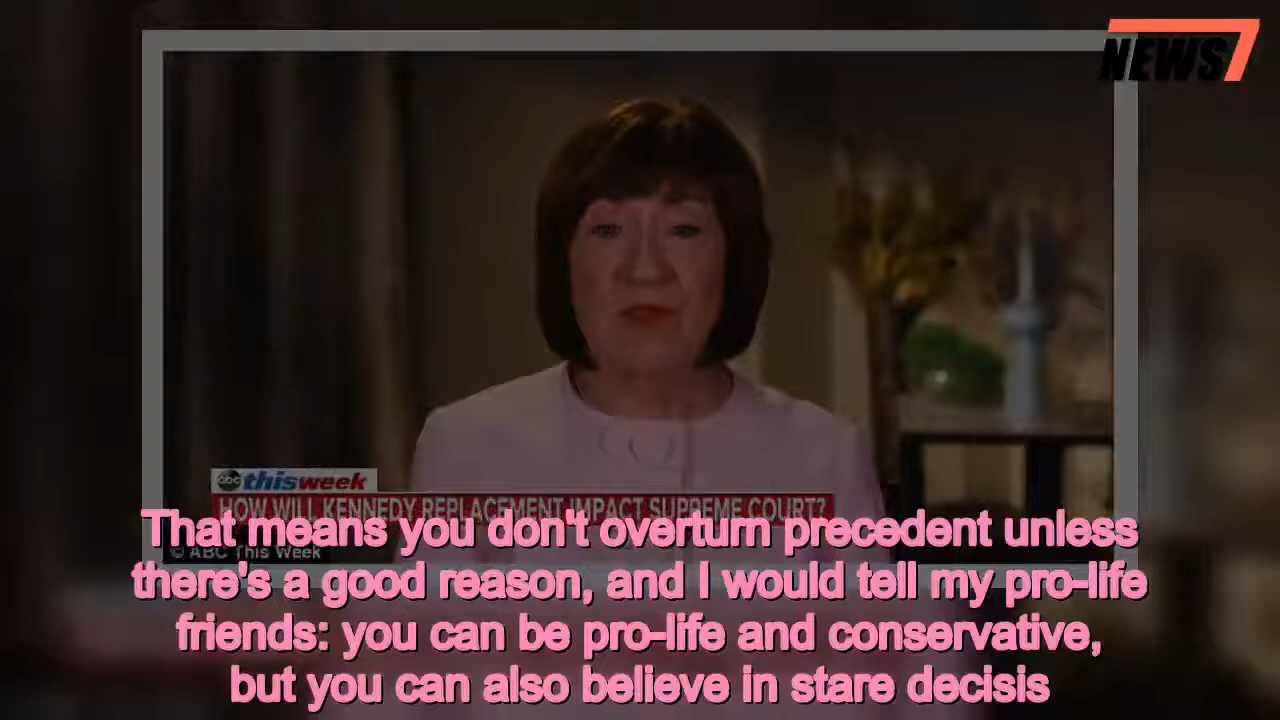 NEWS7
abc thisweek
HOW WILL KENNEDY REPLACEMENT IMPACT SUPREME COURT?
© ABC This Week
That means you don't overturn precedent unless
there's a good reason, and I would tell my pro-life
friends: you can be pro-life and conservative,
but you can also believe in stare decisis